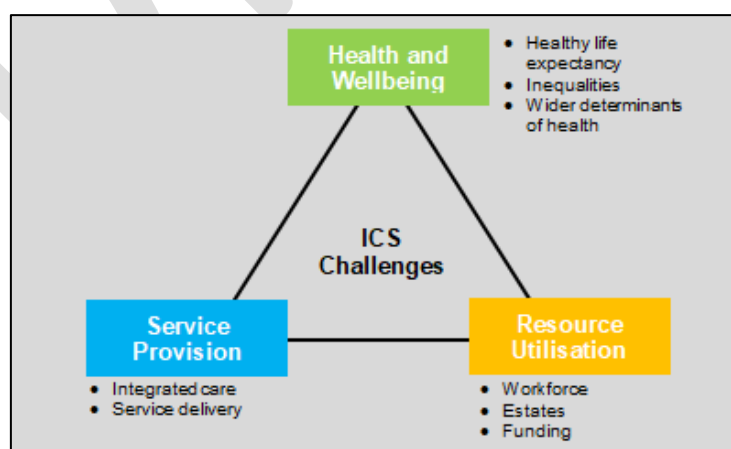 Health and
Wellbeing
• Healthy life
expectancy
• Inequalities
• Wider determinants
of health
ICS
Challenges
Service
Provision
• Integrated care
• Service delivery
Resource
Utilisation
• Workforce
• Estates
• Funding